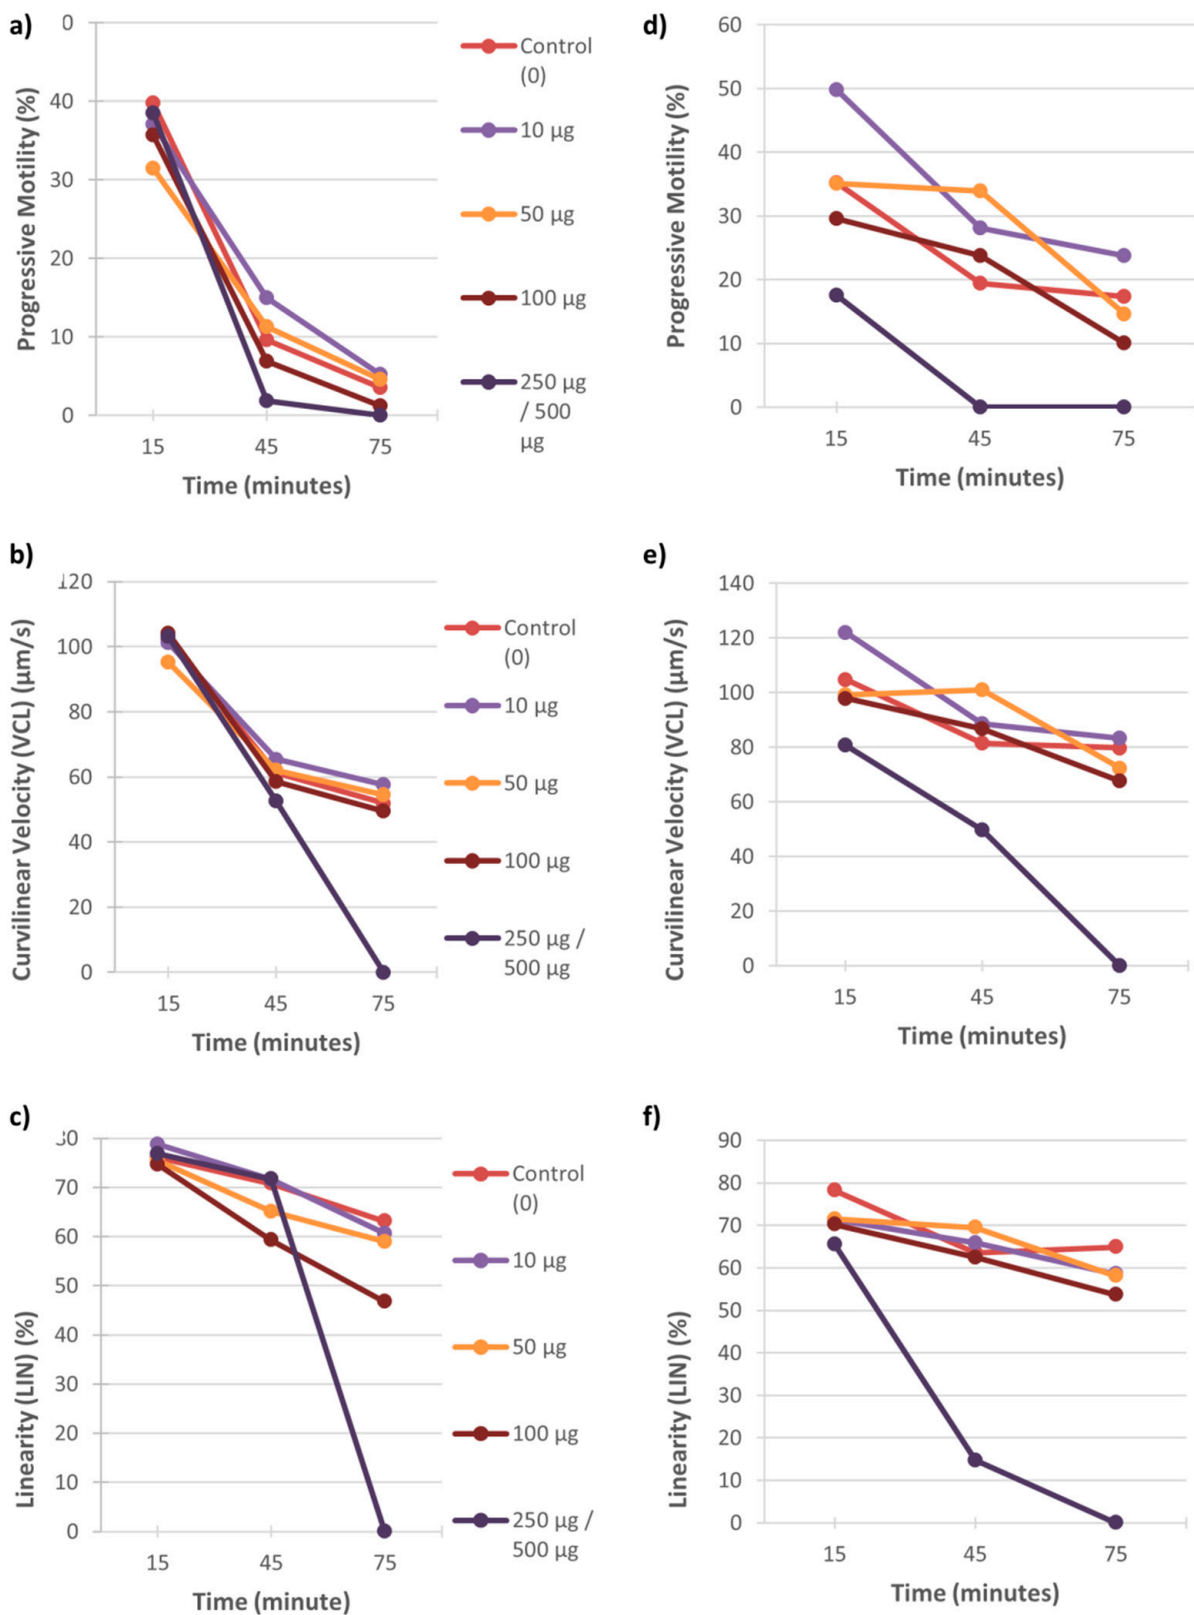 a)
Progressive Motility (%)
0
40
30
20
10
0
15 45 75
Time (minutes)
Control
(0)
10 µg
50 µg
100 µg
250 µg
/ 500
µg
d)
Progressive Motility (%)
60
50
40
30
20
10
0
15 45 75
Time (minutes)
b)
Curvilinear Velocity (VCL) (µm/s)
120
100
80
60
40
20
0
15 45 75
Time (minutes)
Control
(0)
10 µg
50 µg
100 µg
250 µg /
500 µg
e)
Curvilinear Velocity (VCL) (µm/s)
140
120
100
80
60
40
20
0
15 45 75
Time (minutes)
c)
Linearity (LIN) (%)
80
70
60
50
40
30
20
10
0
15 45 75
Time (minute)
Control
(0)
10 µg
50 µg
100 µg
250 µg /
500 µg
f)
Linearity (LIN) (%)
90
80
70
60
50
40
30
20
10
0
15 45 75
Time (minutes)